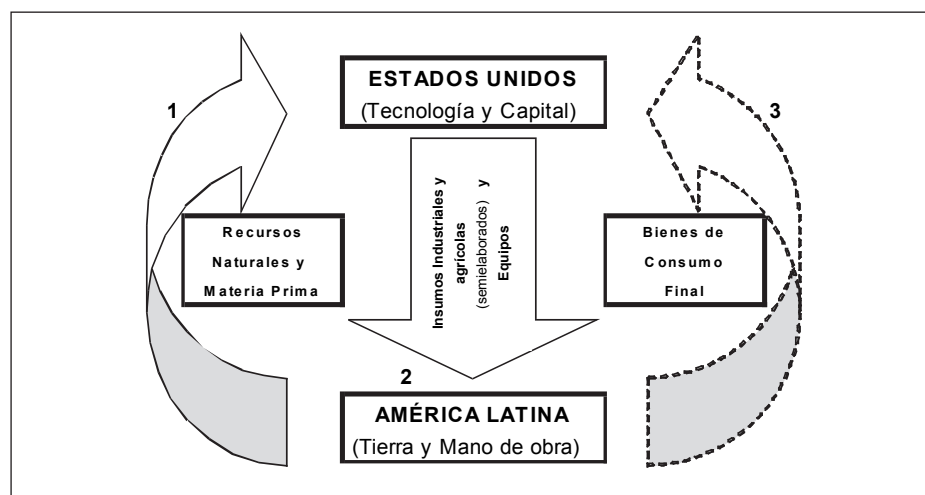 ESTADOS UNIDOS
(Tecnología y Capital)
1
3
Recursos
Naturales y
Materia Prima
Insumos Industriales y
agrícolas
(semielaborados) y
Equipos
Bienes de
Consumo
Final
2
AMÉRICA LATINA
(Tierra y Mano de obra)